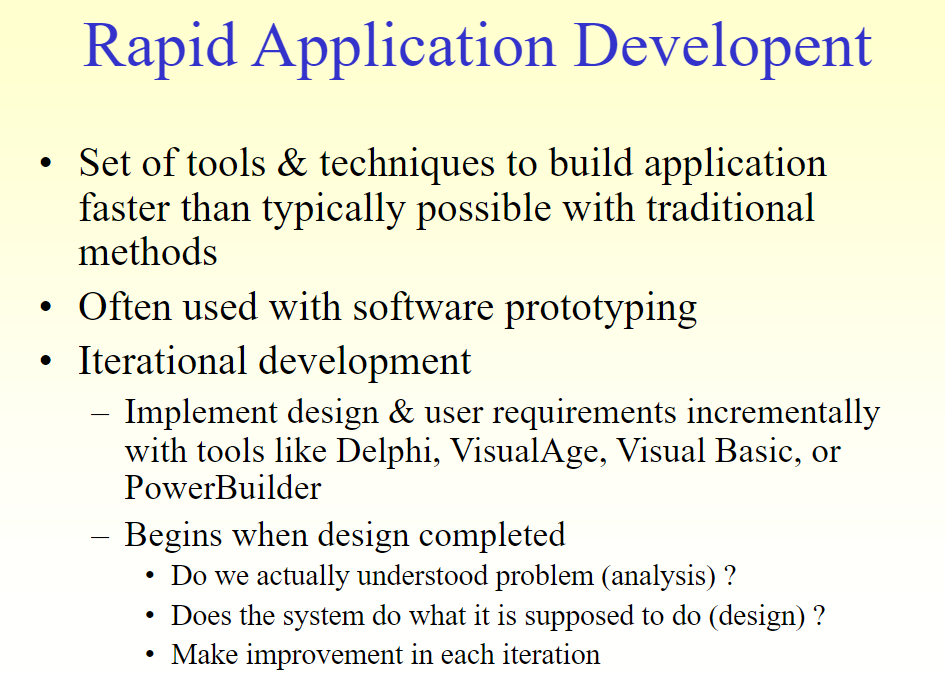 Rapid Application Developent
• Set of tools & techniques to build application
faster than typically possible with traditional
methods
• Often used with software prototyping
• Iterational development
– Implement design & user requirements incrementally
with tools like Delphi, VisualAge, Visual Basic, or
PowerBuilder
– Begins when design completed
• Do we actually understood problem (analysis) ?
• Does the system do what it is supposed to do (design) ?
• Make improvement in each iteration